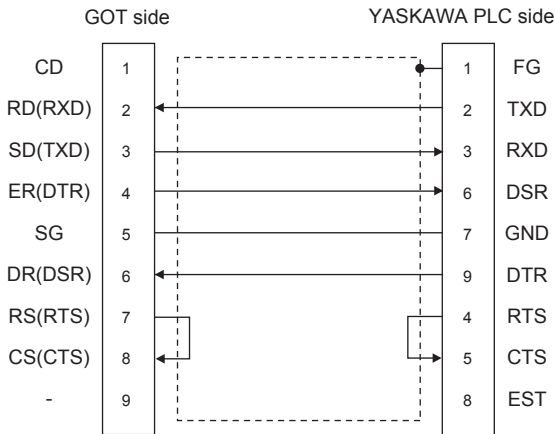 GOT side YASKAWA PLC side
CD 1 1 FG
RD(RXD) 2 2 TXD
SD(TXD) 3 3 RXD
ER(DTR) 4 6 DSR
SG 5 7 GND
DR(DSR) 6 9 DTR
RS(RTS) 7 4 RTS
CS(CTS) 8 5 CTS
- 9 8 EST